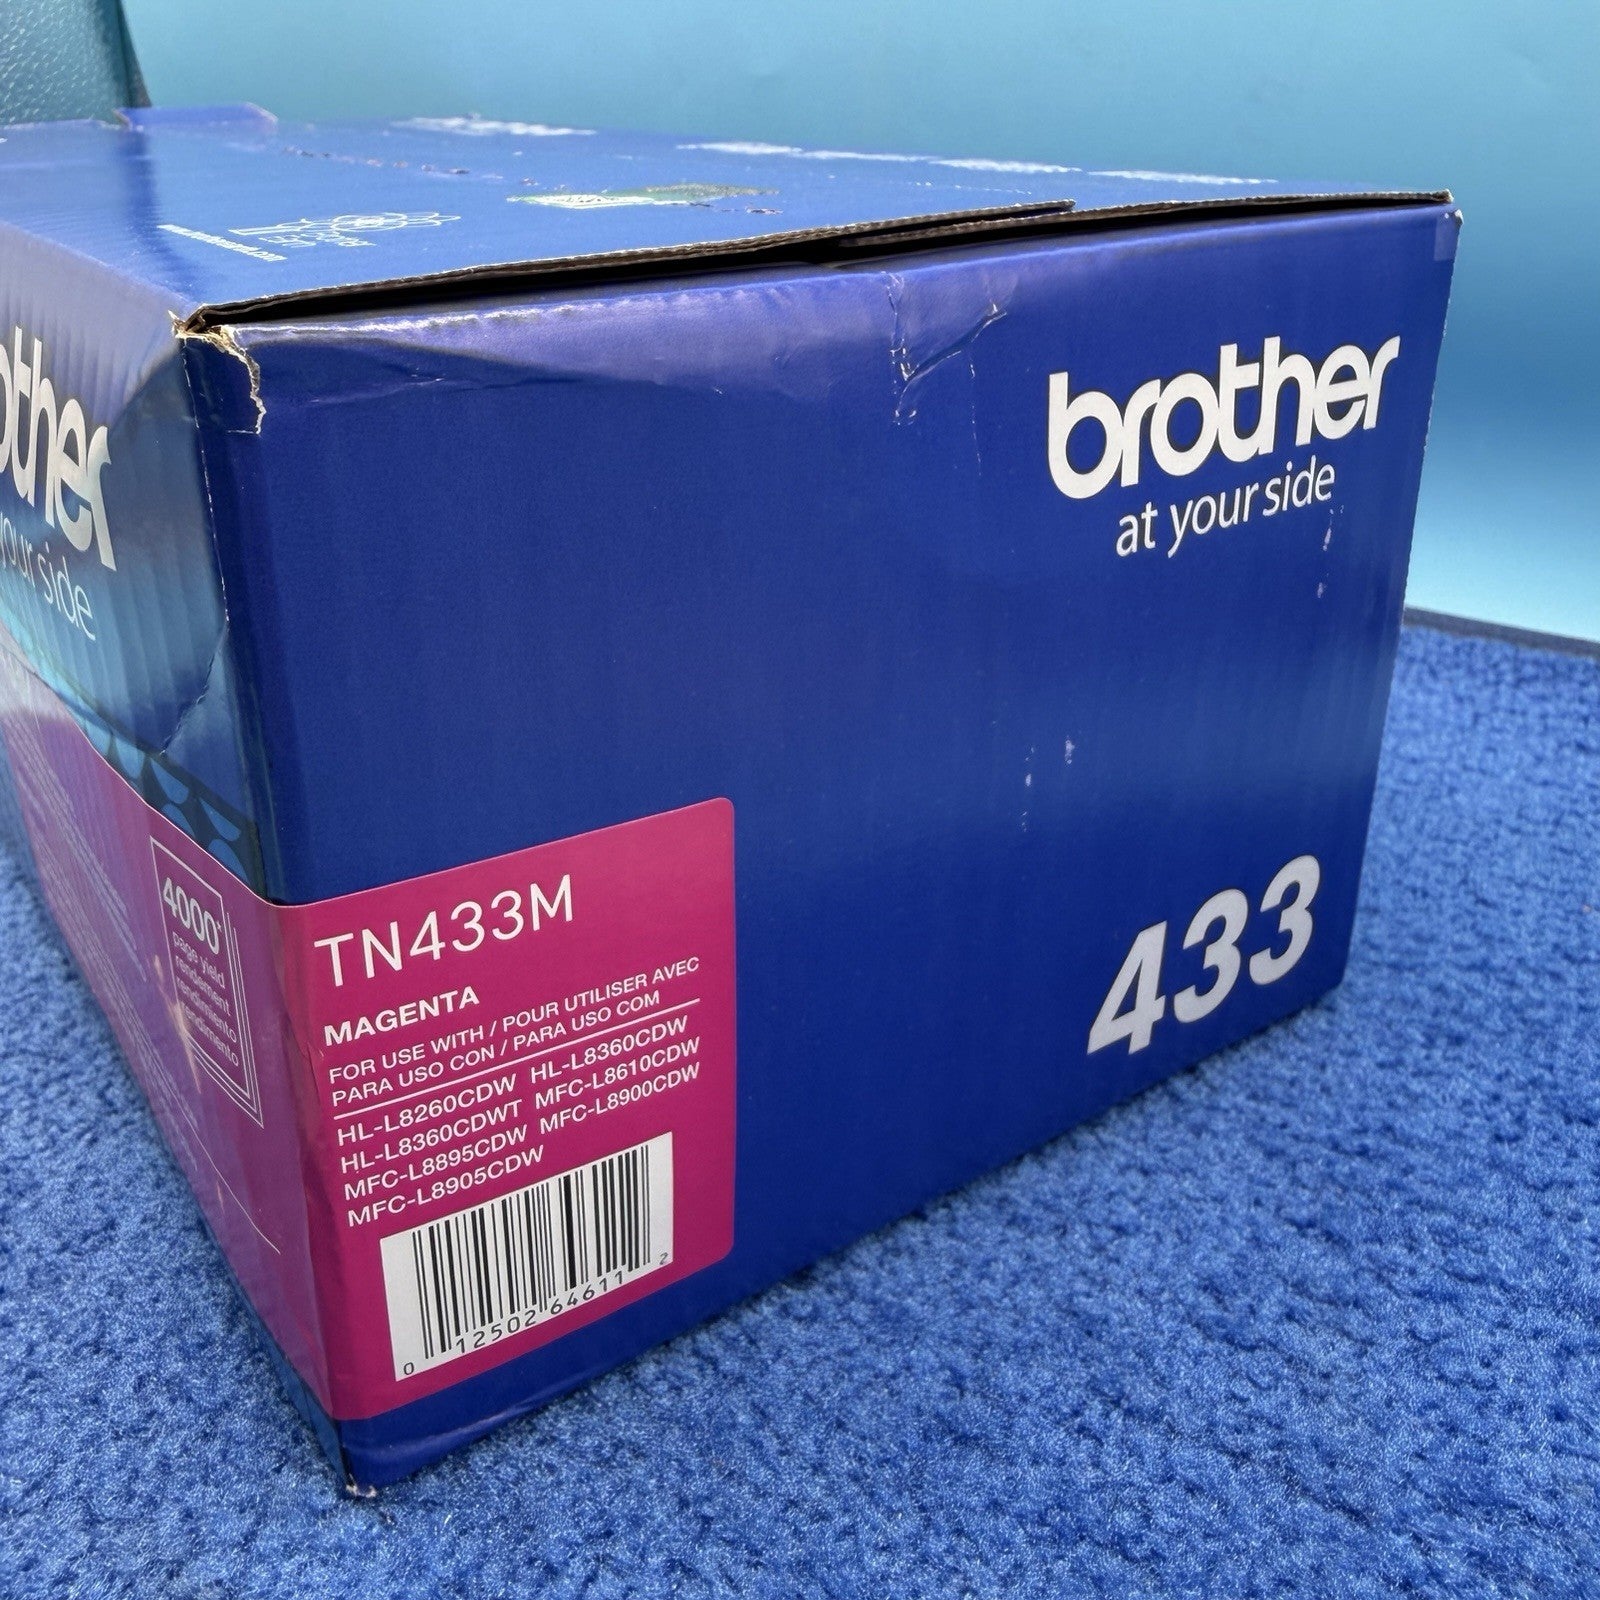 brother
at your side
433
other
your side
4000*
page yield
rendement
rendimiento
rendimento
TN433M
MAGENTA
FOR USE WITH / POUR UTILISER AVEC
PARA USO CON / PARA USO COM
HL-L8260CDW HL-L8360CDW
HL-L8360CDWT MFC-L8610CDW
MFC-L8895CDW MFC-L8900CDW
MFC-L8905CDW
0 12502 64611 2